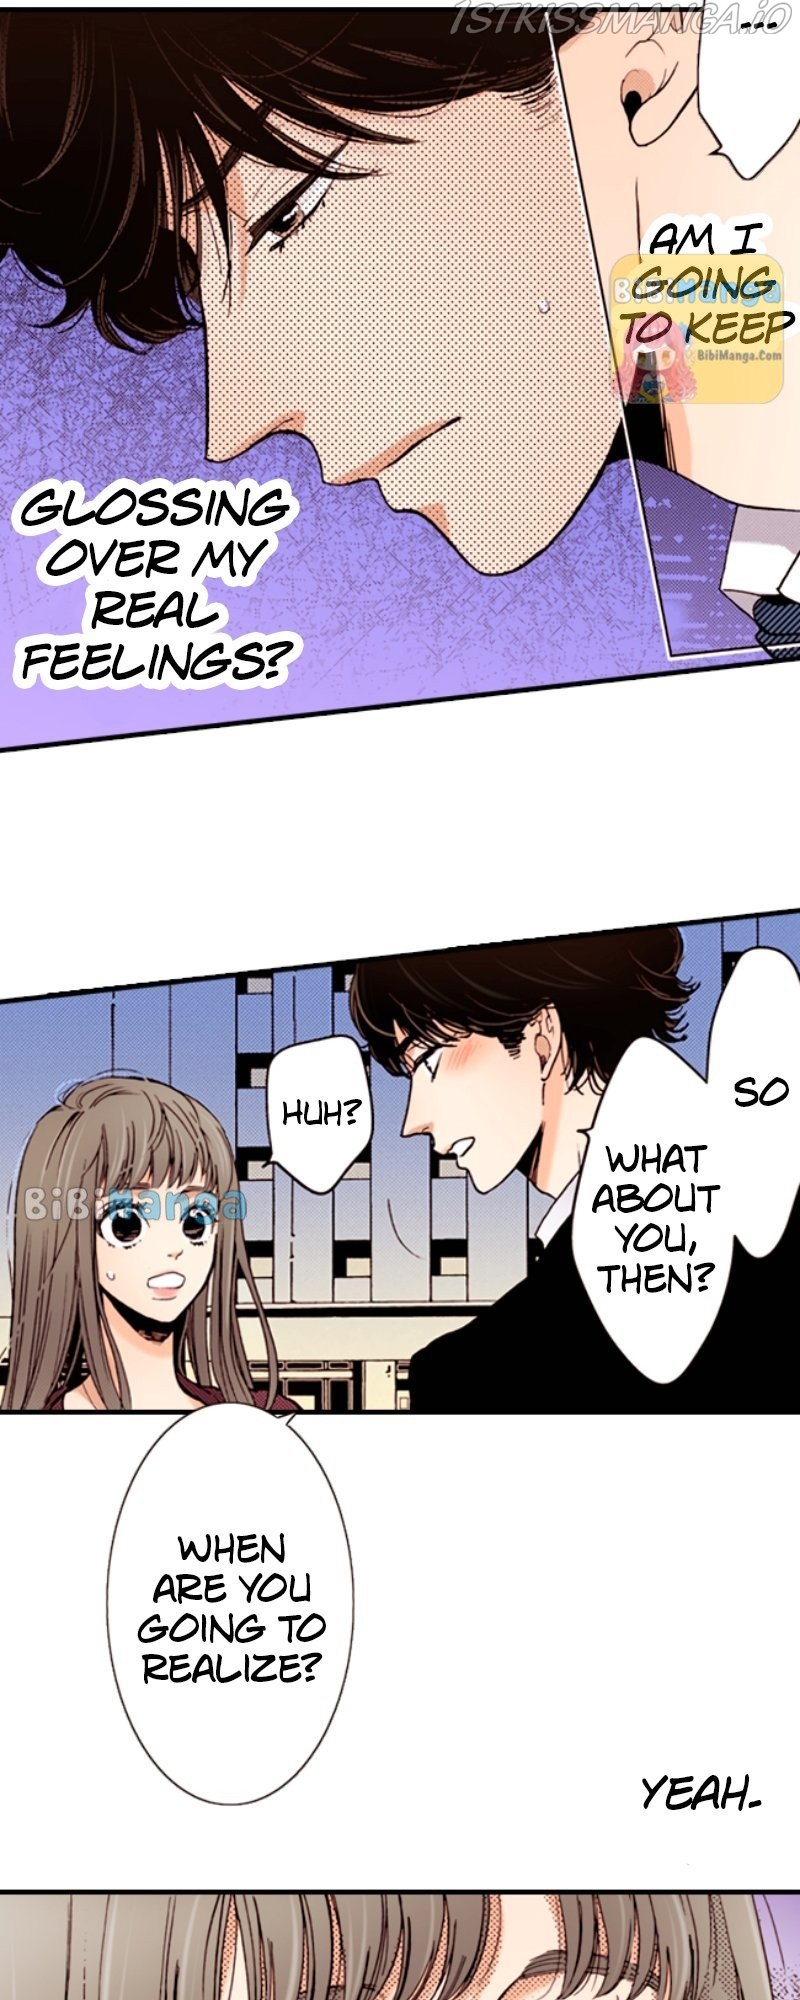 1STKISSMANGA.IO
...
AM I
GOING
TO KEEP
BiBiManga
BibiManga.Com
GLOSSING
OVER MY
REAL
FEELINGS?
SO
WHAT
ABOUT
YOU,
THEN?
HUH?
BiBiManga
WHEN
ARE YOU
GOING TO
REALIZE?
YEAH.